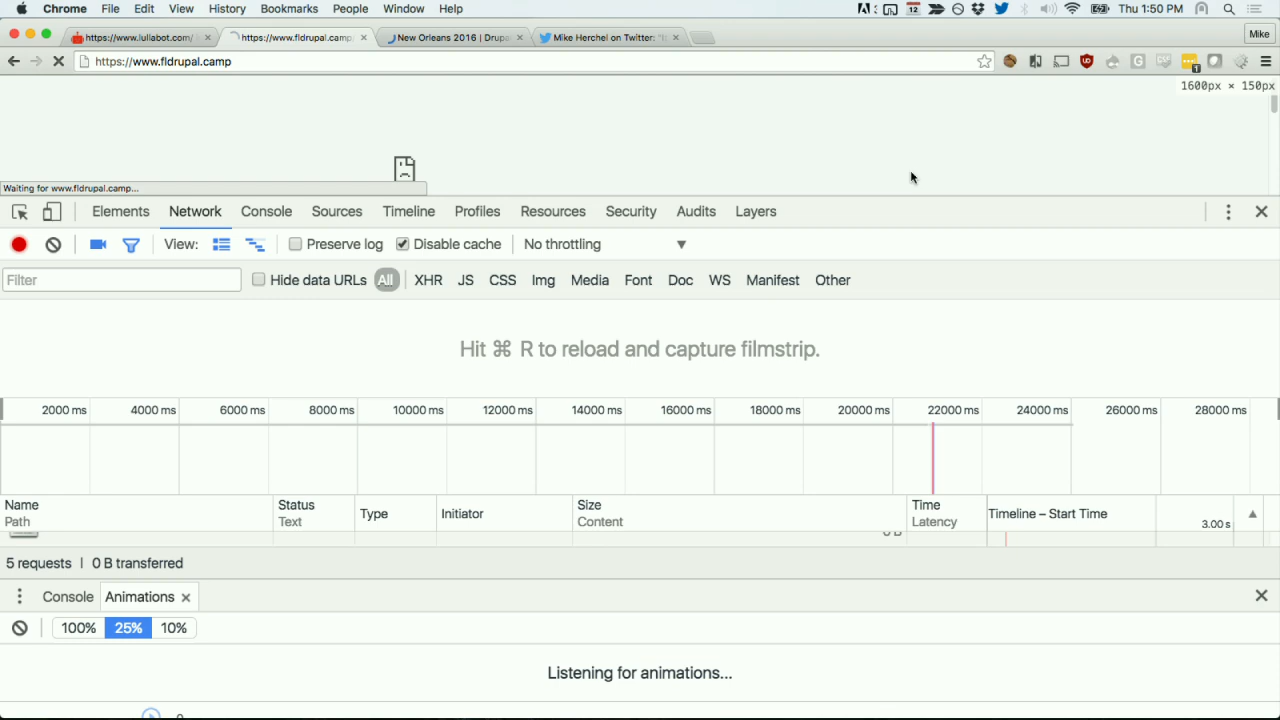 Chrome File Edit View History Bookmarks People Window Help 12 Thu 1:50 PM
https://www.lullabot.com/ https://www.fldrupal.camp. New Orleans 2016 | Drupa Mike Herchel on Twitter: "I Mike
https://www.fldrupal.camp
1600px × 150px
Waiting for www.fldrupal.camp...
Elements Network Console Sources Timeline Profiles Resources Security Audits Layers
View: Preserve log Disable cache No throttling
Filter Hide data URLs All XHR JS CSS Img Media Font Doc WS Manifest Other
Hit ⌘ R to reload and capture filmstrip.
2000 ms 4000 ms 6000 ms 8000 ms 10000 ms 12000 ms 14000 ms 16000 ms 18000 ms 20000 ms 22000 ms 24000 ms 26000 ms 28000 ms
Name Status Type Initiator Size Time Timeline – Start Time
Path Text Content Latency 3.00 s
0 B
5 requests | 0 B transferred
Console Animations
100% 25% 10%
Listening for animations...